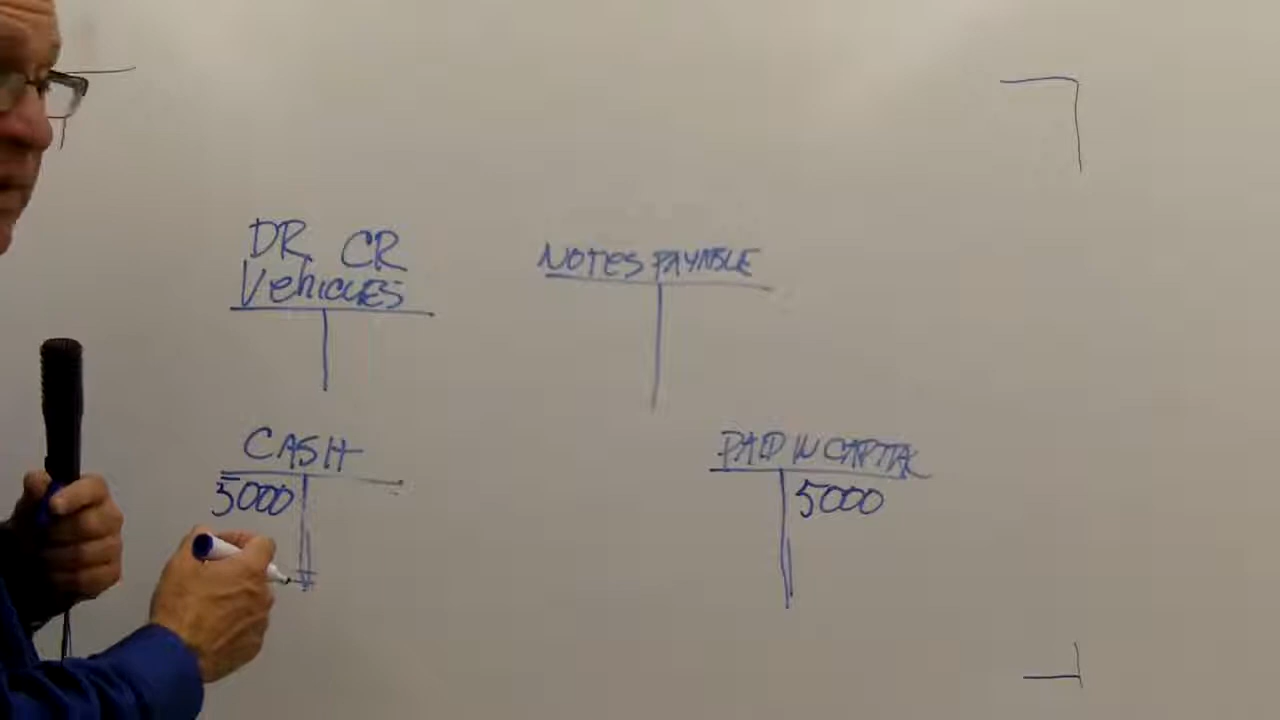 DR CR
Vehicles
NOTES PAYABLE
CASH
5000
PAID IN CAPITAL
5000